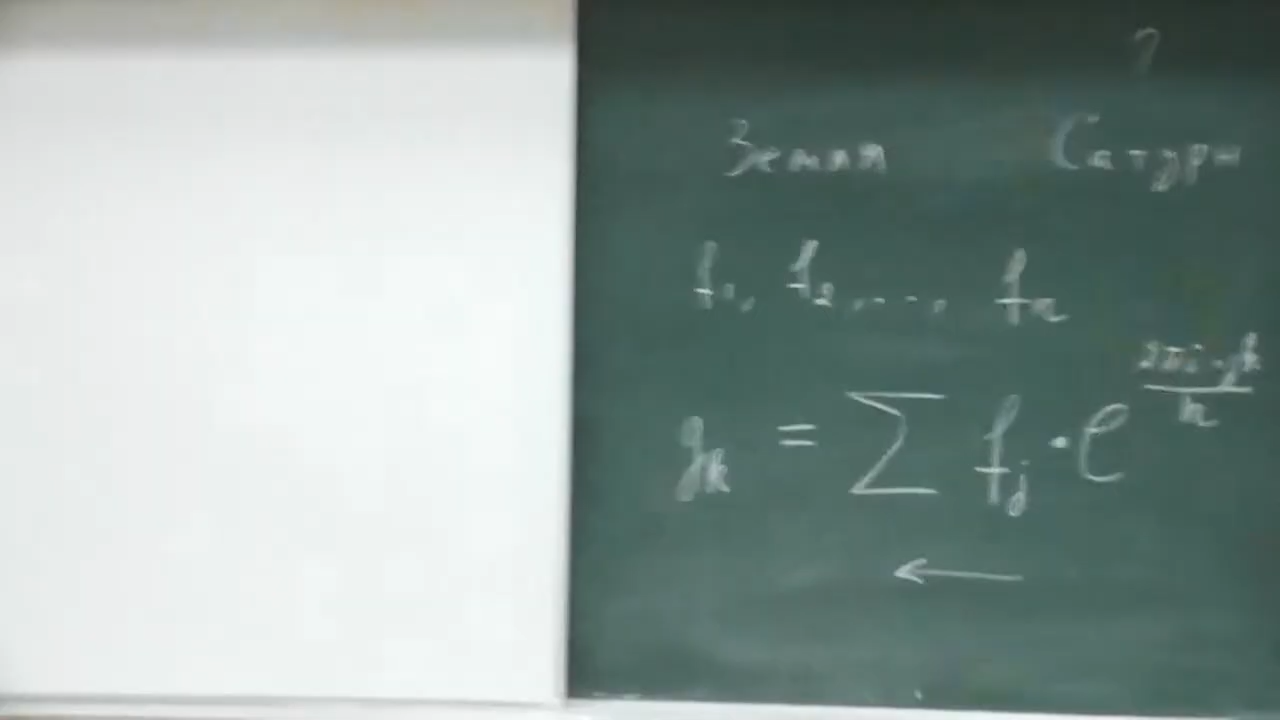 ?
Земля Сатурн
f₁, f₂, ..., fₙ
gₖ = Σ fⱼ · e^(2πi·jk/n)
←